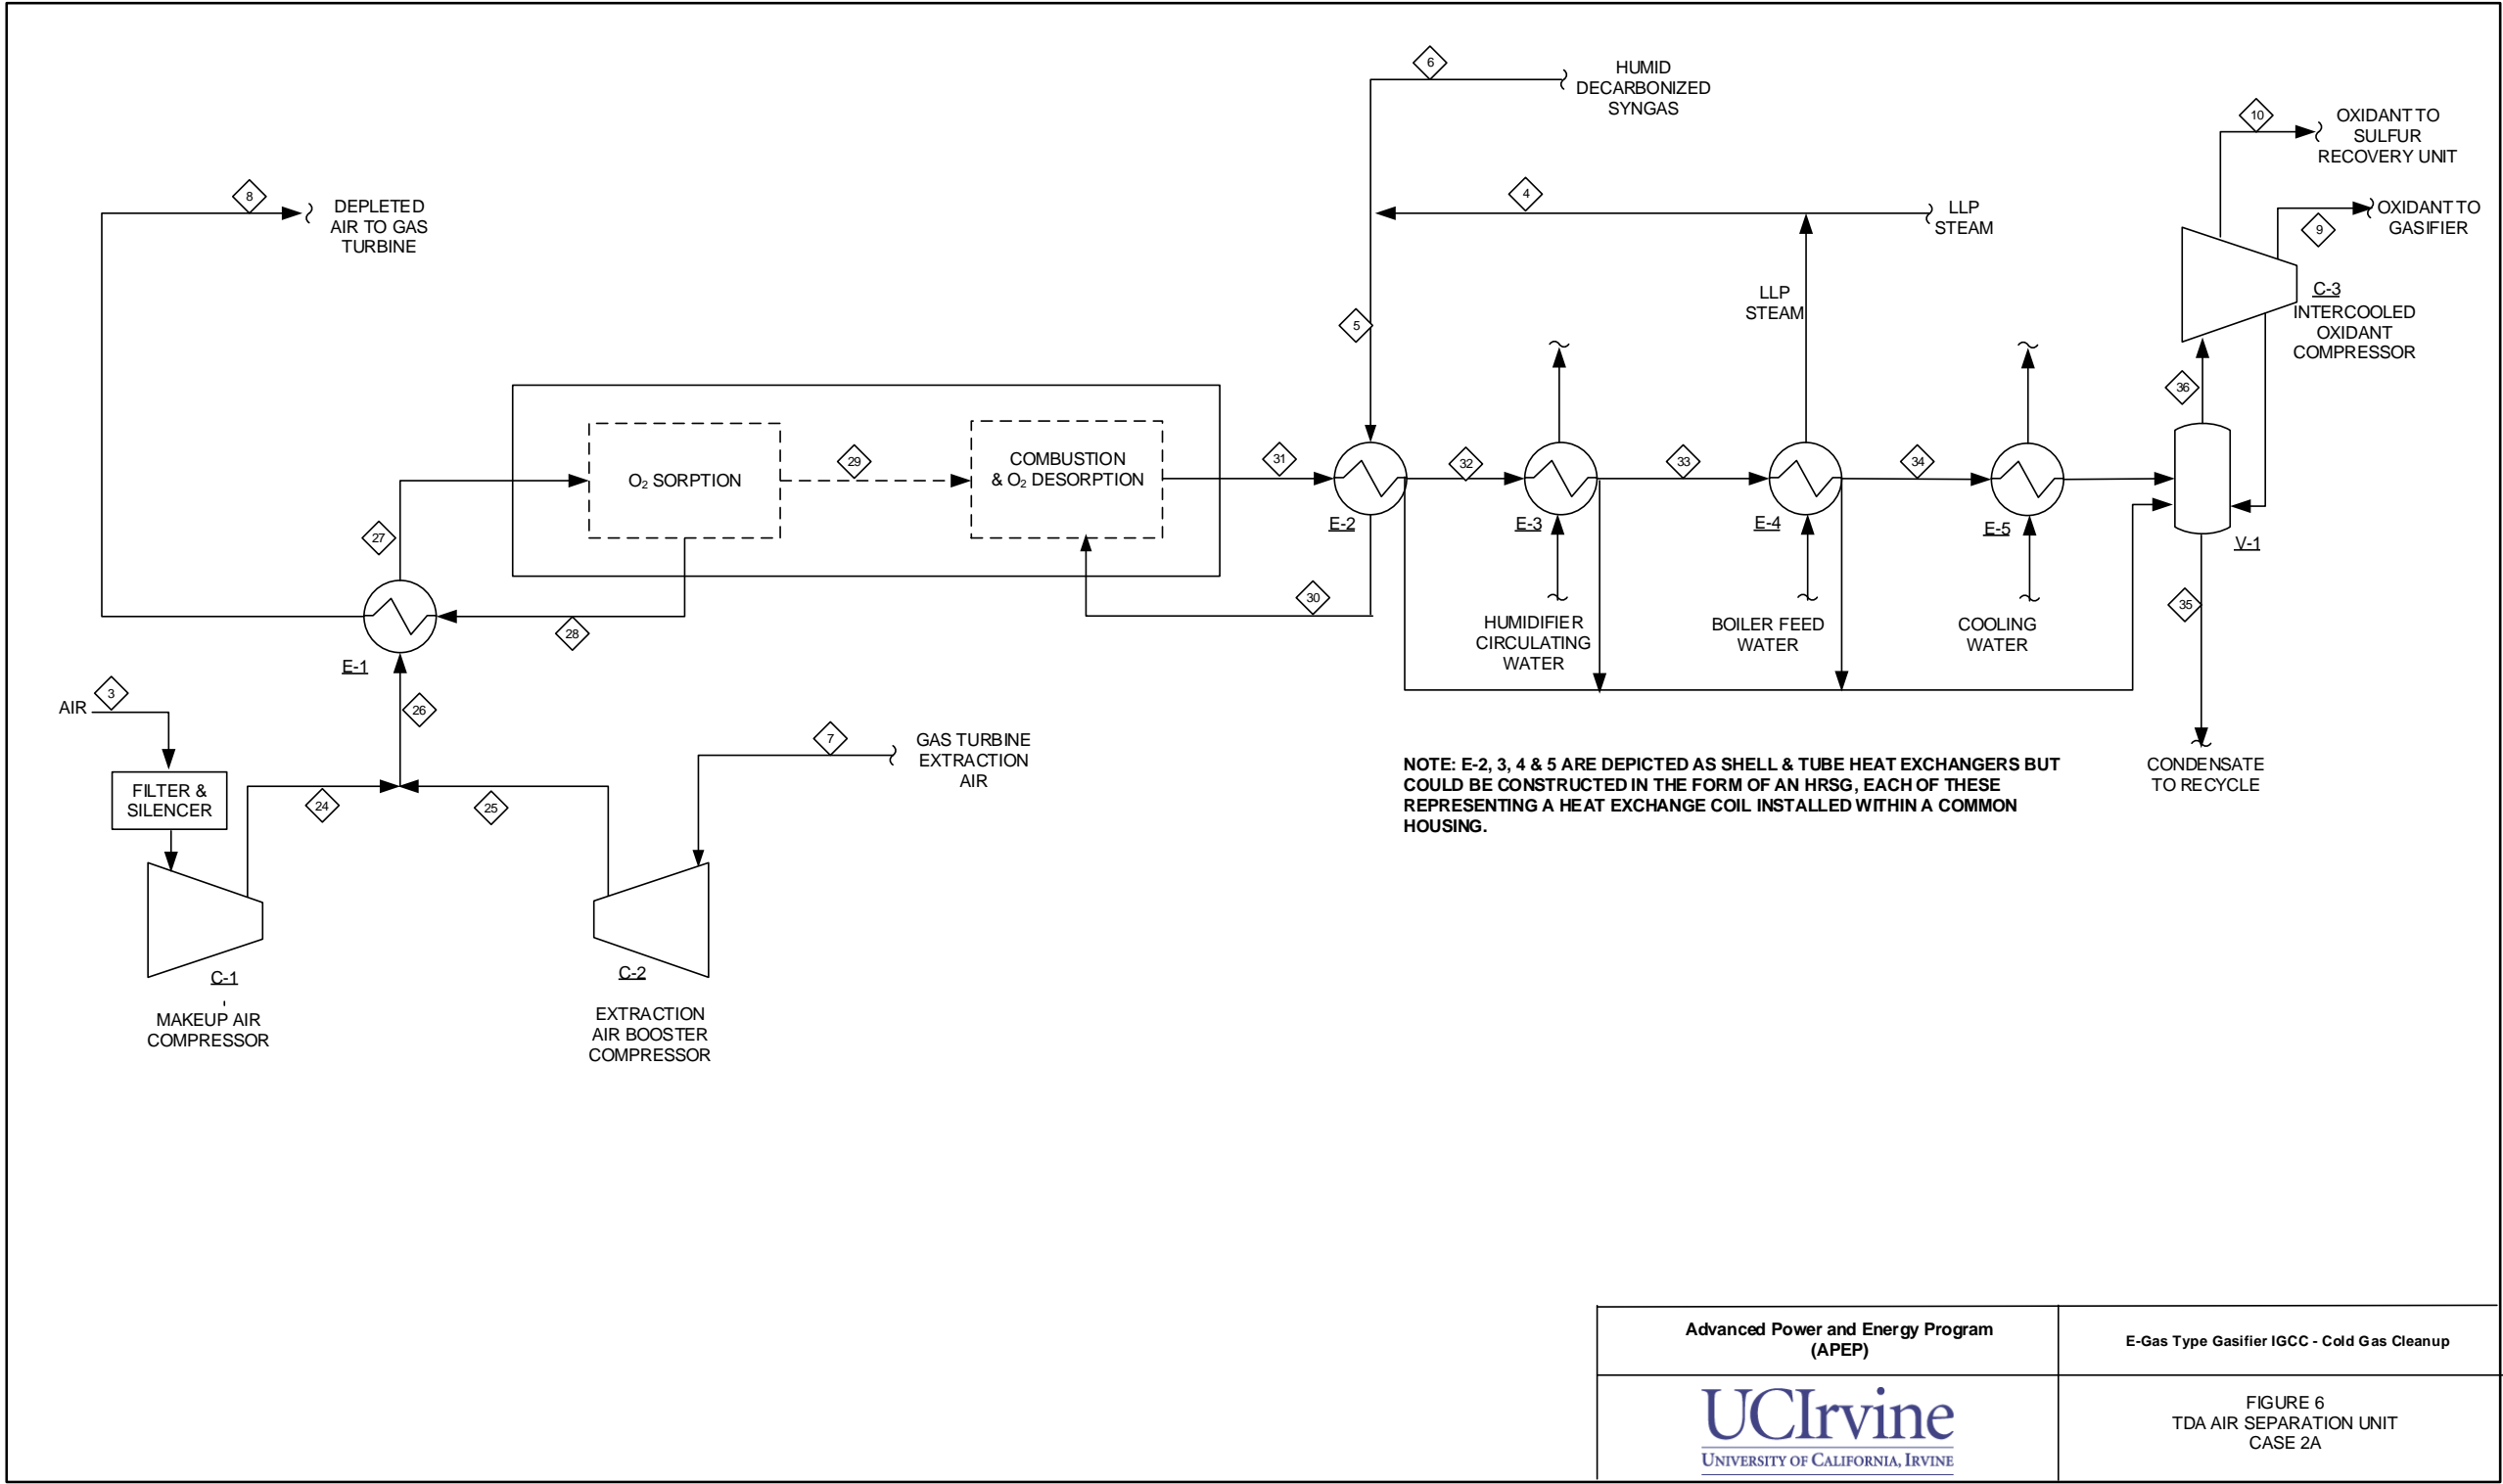 6
HUMID
DECARBONIZED
SYNGAS
10
OXIDANT TO
SULFUR
RECOVERY UNIT
8
DEPLETED
AIR TO GAS
TURBINE
4
LLP
STEAM
OXIDANT TO
GASIFIER
9
LLP
STEAM
C-3
INTERCOOLED
OXIDANT
COMPRESSOR
5
36
O₂ SORPTION
29
COMBUSTION
& O₂ DESORPTION
31
32
33
34
E-2
E-3
E-4
E-5
V-1
27
30
28
35
E-1
HUMIDIFIER
CIRCULATING
WATER
BOILER FEED
WATER
COOLING
WATER
AIR
3
26
7
GAS TURBINE
EXTRACTION
AIR
FILTER &
SILENCER
24
25
CONDENSATE
TO RECYCLE
NOTE: E-2, 3, 4 & 5 ARE DEPICTED AS SHELL & TUBE HEAT EXCHANGERS BUT
COULD BE CONSTRUCTED IN THE FORM OF AN HRSG, EACH OF THESE
REPRESENTING A HEAT EXCHANGE COIL INSTALLED WITHIN A COMMON
HOUSING.
C-1
MAKEUP AIR
COMPRESSOR
C-2
EXTRACTION
AIR BOOSTER
COMPRESSOR
Advanced Power and Energy Program
(APEP)
E-Gas Type Gasifier IGCC - Cold Gas Cleanup
UCIrvine
UNIVERSITY OF CALIFORNIA, IRVINE
FIGURE 6
TDA AIR SEPARATION UNIT
CASE 2A